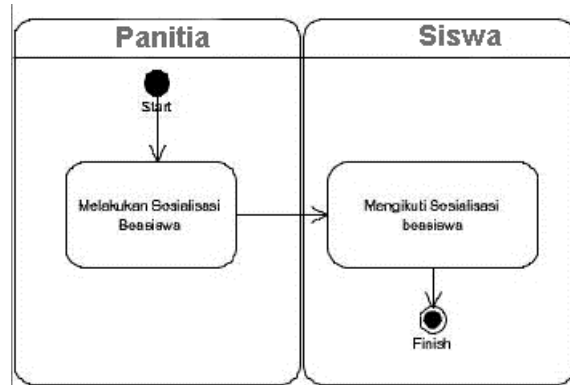 Panitia
Siswa
Start
Melakukan Sosialisasi
Beasiswa
Mengikuti Sosialisasi
beasiswa
Finish